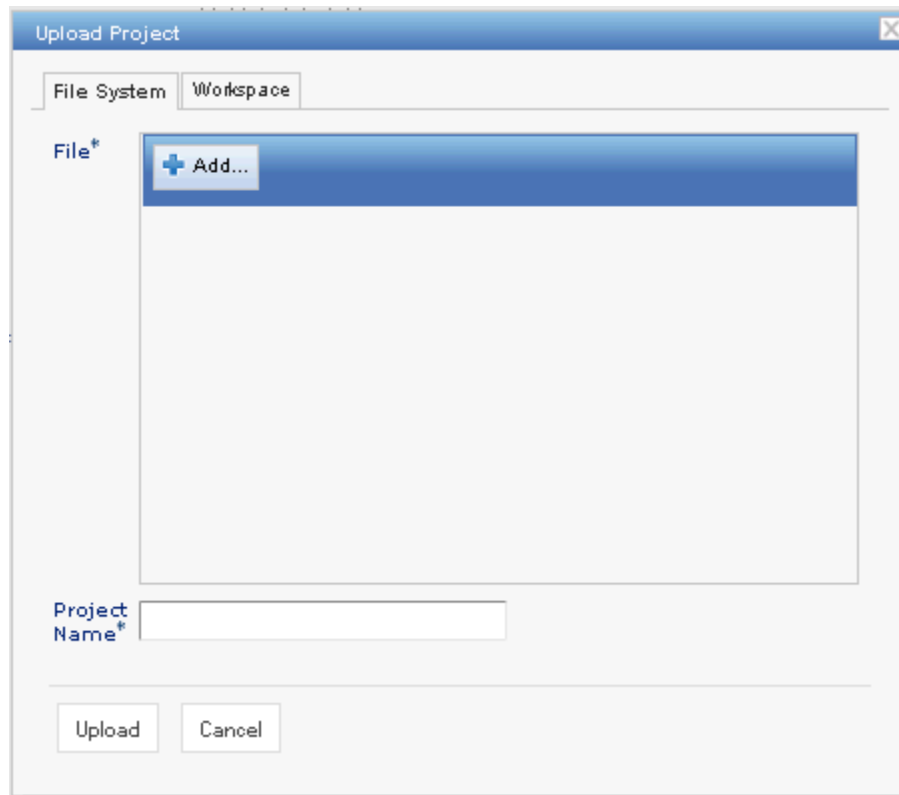 Upload Project
File System Workspace
File*
Add...
Project
Name*
Upload Cancel